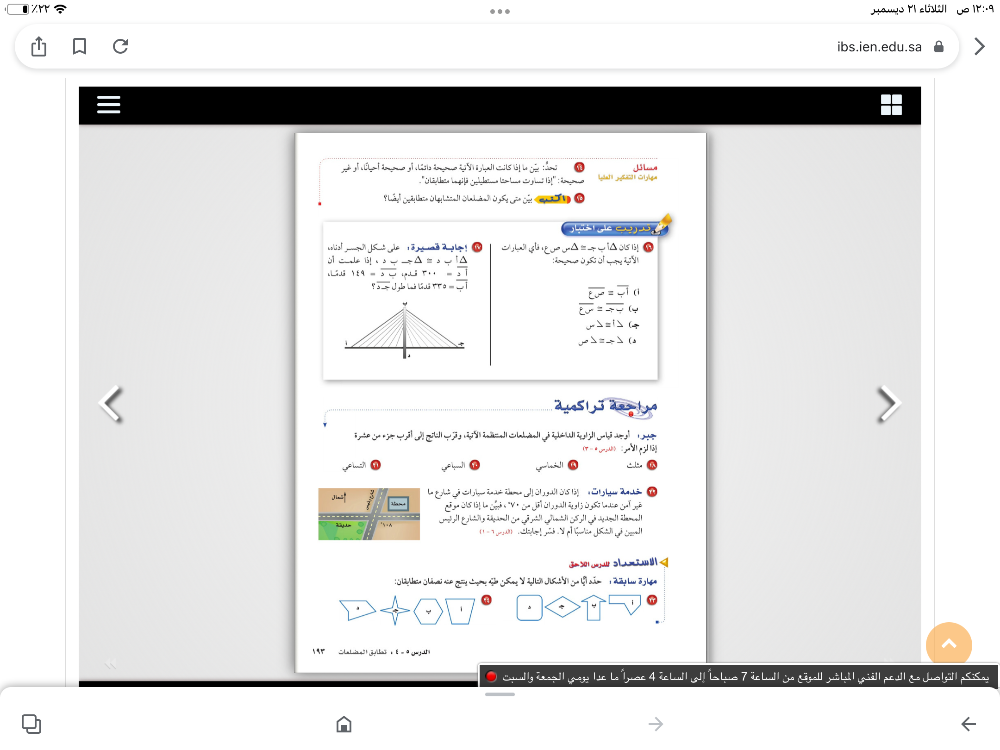 ١٢:٠٩ ص الثلاثاء ٢١ ديسمبر
٪٢٢
ibs.ien.edu.sa
مسائل
مهارات التفكير العليا
١٤ تحدٍّ: بيّن ما إذا كانت العبارة الآتية صحيحة دائمًا، أو صحيحة أحيانًا، أو غير
صحيحة: "إذا تساوت مساحتا مستطيلين فإنهما متطابقان".
١٥ اكتب بيّن متى يكون المضلعان المتشابهان متطابقين أيضًا؟
تدريب على اختبار
١٦ إذا كان △أ ب جـ ≅ △س ص ع، فأي العبارات
الآتية يجب أن تكون صحيحة:
أ) أب ≅ ص ع
ب) ب جـ ≅ س ع
جـ) ∠أ ≅ ∠س
د) ∠جـ ≅ ∠ص
١٧ إجابة قصيرة: على شكل الجسر أدناه،
△أ ب د ≅ △جـ ب د ، إذا علمت أن
أ د = ٣٠٠ قدم، ب د = ١٤٩ قدمًا،
أب = ٣٣٥ قدمًا فما طول جـ د؟
ب
أ
جـ
د
مراجعة تراكمية
جبر: أوجد قياس الزاوية الداخلية في المضلعات المنتظمة الآتية، وقرّب الناتج إلى أقرب جزء من عشرة
إذا لزم الأمر: (الدرس ٥ – ٣)
١٨ مثلث ١٩ الخماسي ٢٠ السباعي ٢١ التساعي
٢٢ خدمة سيارات: إذا كان الدوران إلى محطة خدمة سيارات في شارع ما
غير آمن عندما تكون زاوية الدوران أقل من ٧٠°، فبيِّن ما إذا كان موقع
المحطة الجديد في الركن الشمالي الشرقي من الحديقة والشارع الرئيس
المبين في الشكل مناسبًا أم لا. فسّر إجابتك. (الدرس ٦ – ١)
شمال
شارع رئيس
محطة
حديقة
١٠٨°
الاستعداد للدرس اللاحق
مهارة سابقة: حدّد أيًّا من الأشكال التالية لا يمكن طيّه بحيث ينتج عنه نصفان متطابقان:
٢٣ أ ب جـ د
٢٤ أ ب جـ د
الدرس ٥ - ٤ : تطابق المضلعات ١٩٣
يمكنكم التواصل مع الدعم الفني المباشر للموقع من الساعة 7 صباحاً إلى الساعة 4 عصراً ما عدا يومي الجمعة والسبت